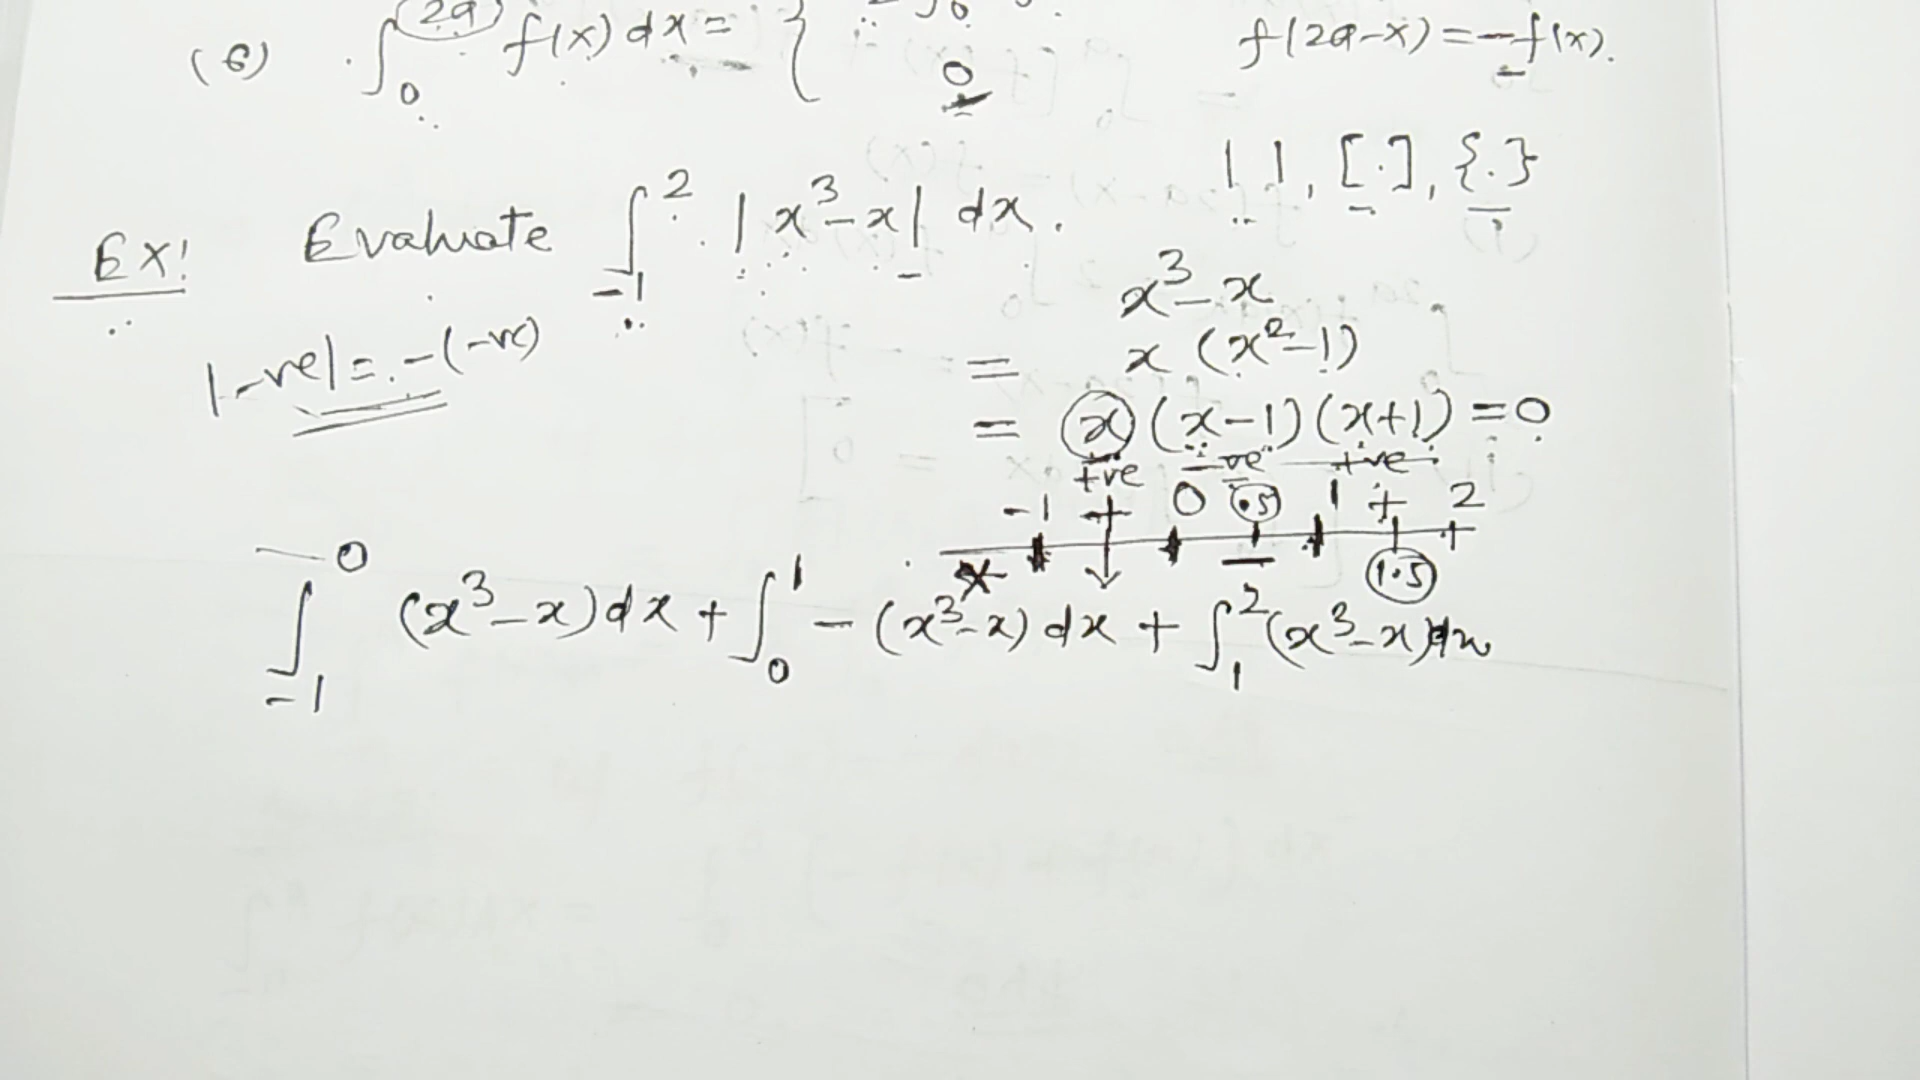 (6) ∫₀^2a f(x) dx = { 0 f(2a-x) = -f(x).
| |, [.], {.}
Ex! Evaluate ∫₋₁² |x³-x| dx.
x³-x
|-ve| = -(-ve)
= x (x²-1)
= x (x-1) (x+1) = 0
+ve -ve +ve
-1 + 0 .5 1 + 2
x - 1.5
∫₋₁⁰ (x³-x)dx + ∫₀¹ -(x³-x) dx + ∫₁² (x³-x)dx